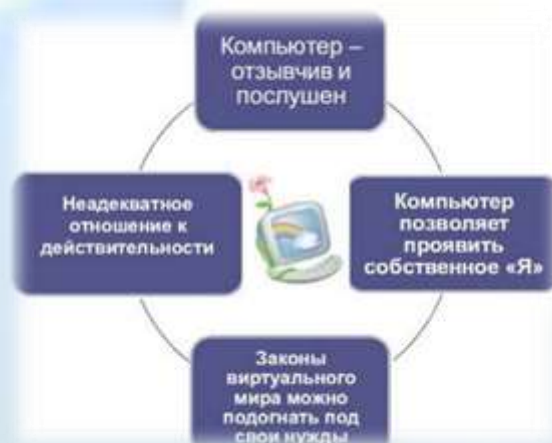 Компьютер –
отзывчив и
послушен
Неадекватное
отношение к
действительности
Компьютер
позволяет
проявить
собственное «Я»
Законы
виртуального
мира можно
подогнать под
свои нужды